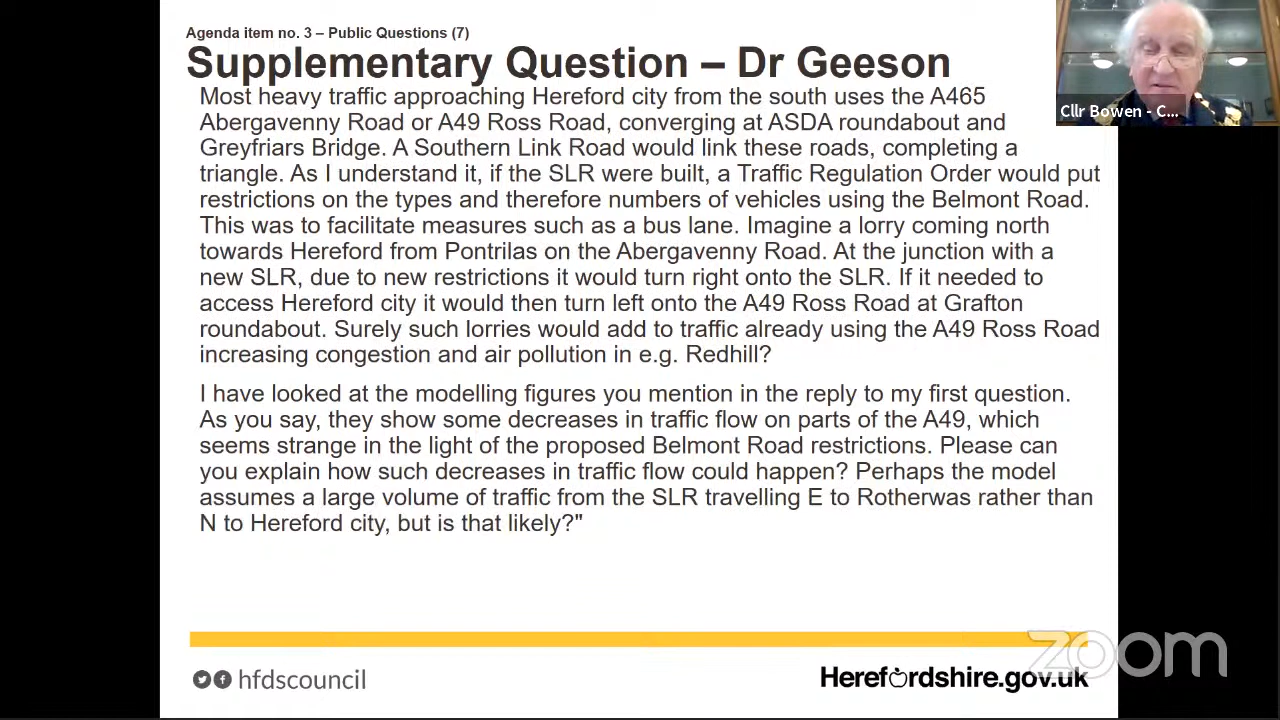 Agenda item no. 3 – Public Questions (7)
Supplementary Question – Dr Geeson
Most heavy traffic approaching Hereford city from the south uses the A465
Abergavenny Road or A49 Ross Road, converging at ASDA roundabout and
Greyfriars Bridge. A Southern Link Road would link these roads, completing a
triangle. As I understand it, if the SLR were built, a Traffic Regulation Order would put
restrictions on the types and therefore numbers of vehicles using the Belmont Road.
This was to facilitate measures such as a bus lane. Imagine a lorry coming north
towards Hereford from Pontrilas on the Abergavenny Road. At the junction with a
new SLR, due to new restrictions it would turn right onto the SLR. If it needed to
access Hereford city it would then turn left onto the A49 Ross Road at Grafton
roundabout. Surely such lorries would add to traffic already using the A49 Ross Road
increasing congestion and air pollution in e.g. Redhill?
I have looked at the modelling figures you mention in the reply to my first question.
As you say, they show some decreases in traffic flow on parts of the A49, which
seems strange in the light of the proposed Belmont Road restrictions. Please can
you explain how such decreases in traffic flow could happen? Perhaps the model
assumes a large volume of traffic from the SLR travelling E to Rotherwas rather than
N to Hereford city, but is that likely?"
Cllr Bowen - C...
hfdscouncil
Herefordshire.gov.uk
zoom